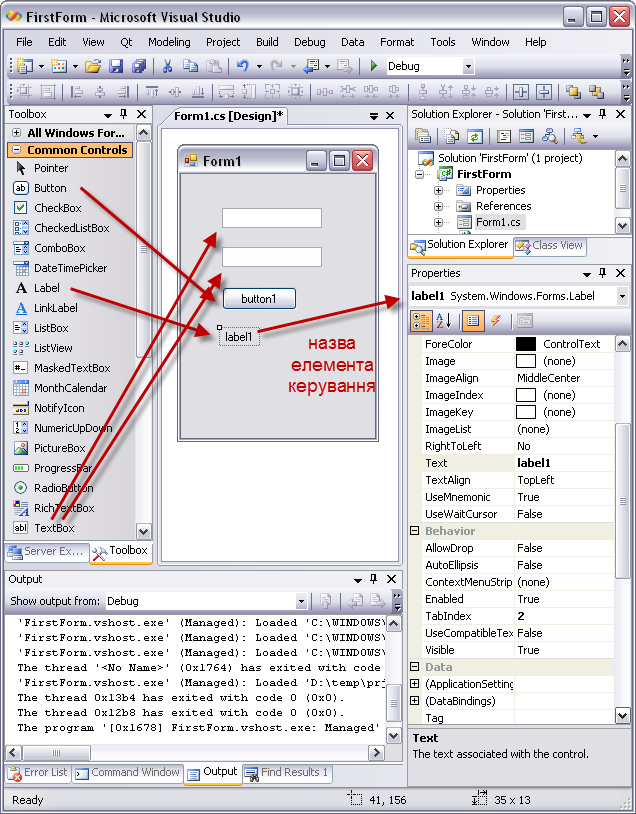 FirstForm - Microsoft Visual Studio
File Edit View Qt Modeling Project Build Debug Data Format Tools Window Help
Debug
Toolbox
All Windows For...
Common Controls
Pointer
Button
CheckBox
CheckedListBox
ComboBox
DateTimePicker
Label
LinkLabel
ListBox
ListView
MaskedTextBox
MonthCalendar
NotifyIcon
NumericUpDown
PictureBox
ProgressBar
RadioButton
RichTextBox
TextBox
Server Ex... Toolbox
Form1.cs [Design]*
Form1
button1
label1
назва
елемента
керування
Solution Explorer - Solution 'First...
Solution 'FirstForm' (1 project)
FirstForm
Properties
References
Form1.cs
Solution Explorer Class View
Properties
label1 System.Windows.Forms.Label
ForeColor ControlText
Image (none)
ImageAlign MiddleCenter
ImageIndex (none)
ImageKey (none)
ImageList (none)
RightToLeft No
Text label1
TextAlign TopLeft
UseMnemonic True
UseWaitCursor False
Behavior
AllowDrop False
AutoEllipsis False
ContextMenuStrip (none)
Enabled True
TabIndex 2
UseCompatibleTex False
Visible True
Data
(ApplicationSetting
(DataBindings)
Tag
Text
The text associated with the control.
Output
Show output from: Debug
'FirstForm.vshost.exe' (Managed): Loaded 'C:\WINDOWS\
'FirstForm.vshost.exe' (Managed): Loaded 'C:\WINDOWS\
'FirstForm.vshost.exe' (Managed): Loaded 'C:\WINDOWS\
The thread '<No Name>' (0x1764) has exited with code
'FirstForm.vshost.exe' (Managed): Loaded 'D:\temp\pri
The thread 0x13b4 has exited with code 0 (0x0).
The thread 0x12b8 has exited with code 0 (0x0).
The program '[0x1678] FirstForm.vshost.exe: Managed'
Error List Command Window Output Find Results 1
Ready 41, 156 35 x 13